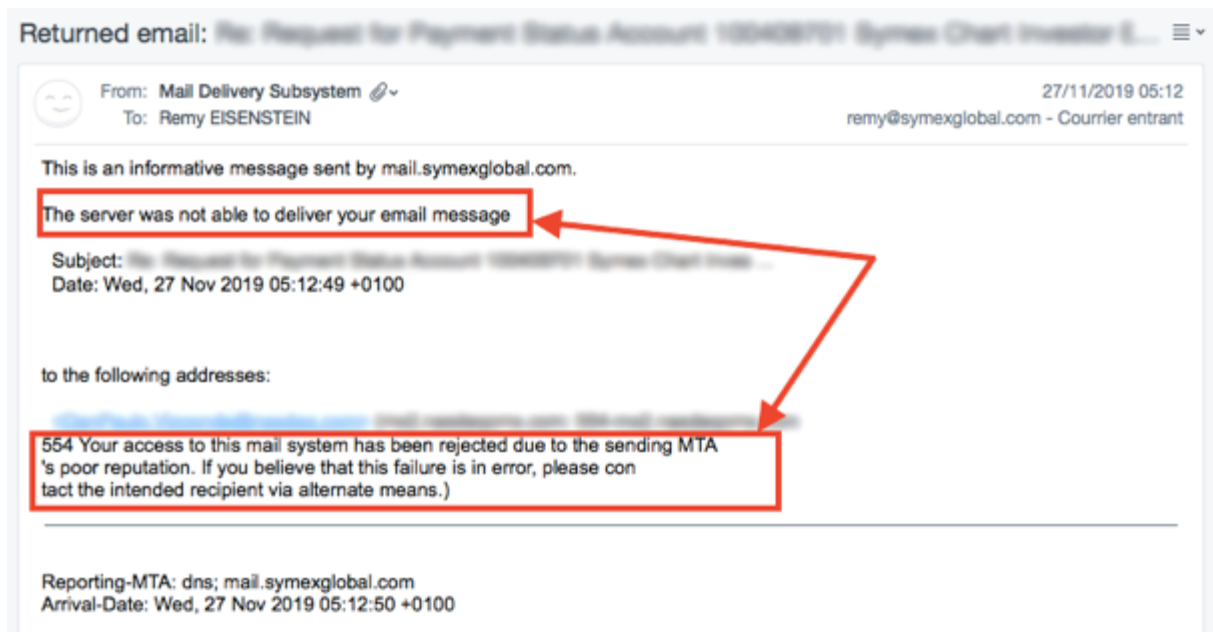 Returned email:
From: Mail Delivery Subsystem
27/11/2019 05:12
To: Remy EISENSTEIN
remy@symexglobal.com - Courrier entrant
This is an informative message sent by mail.symexglobal.com.
The server was not able to deliver your email message
Subject:
Date: Wed, 27 Nov 2019 05:12:49 +0100
to the following addresses:
554 Your access to this mail system has been rejected due to the sending MTA
's poor reputation. If you believe that this failure is in error, please con
tact the intended recipient via alternate means.)
Reporting-MTA: dns; mail.symexglobal.com
Arrival-Date: Wed, 27 Nov 2019 05:12:50 +0100